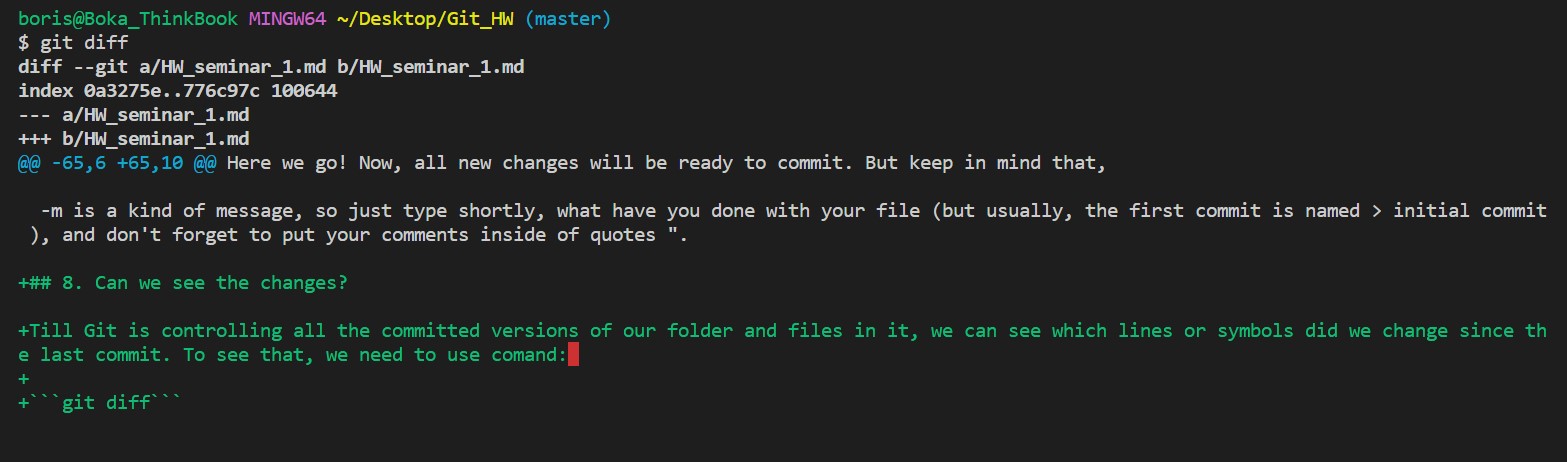 boris@Boka_ThinkBook MINGW64 ~/Desktop/Git_HW (master)
$ git diff
diff --git a/HW_seminar_1.md b/HW_seminar_1.md
index 0a3275e..776c97c 100644
--- a/HW_seminar_1.md
+++ b/HW_seminar_1.md
@@ -65,6 +65,10 @@ Here we go! Now, all new changes will be ready to commit. But keep in mind that,
-m is a kind of message, so just type shortly, what have you done with your file (but usually, the first commit is named > initial commit
), and don't forget to put your comments inside of quotes ".
+## 8. Can we see the changes?
+Till Git is controlling all the committed versions of our folder and files in it, we can see which lines or symbols did we change since th
e last commit. To see that, we need to use comand:
+
+```git diff```